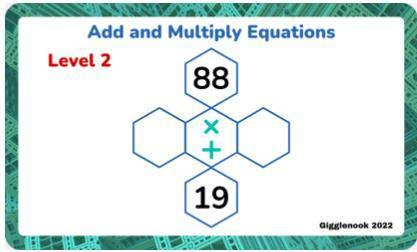 Add and Multiply Equations
Level 2
88
×
+
19
Gigglenook 2022